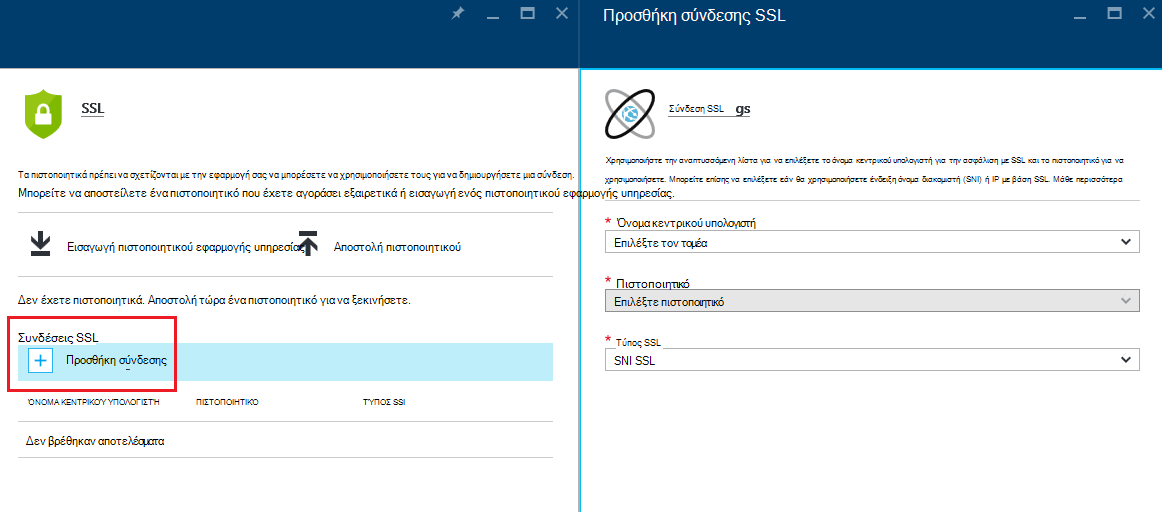 SSL
Τα πιστοποιητικά πρέπει να σχετίζονται με την εφαρμογή σας να μπορέσετε να χρησιμοποιήσετε τους για να δημιουργήσετε μια σύνδεση.
Μπορείτε να αποστείλετε ένα πιστοποιητικό που έχετε αγοράσει εξαιρετικά ή εισαγωγή ενός πιστοποιητικού εφαρμογής υπηρεσίας.
Εισαγωγή πιστοποιητικού εφαρμογής υπηρεσίας
Αποστολή πιστοποιητικού
Δεν έχετε πιστοποιητικά. Αποστολή τώρα ένα πιστοποιητικό για να ξεκινήσετε.
Συνδέσεις SSL
Προσθήκη σύνδεσης
ΌΝΟΜΑ ΚΕΝΤΡΙΚΟΎ ΥΠΟΛΟΓΙΣΤΉ ΠΙΣΤΟΠΟΙΗΤΙΚΌ ΤΎΠΟΣ SSI
Δεν βρέθηκαν αποτελέσματα
Προσθήκη σύνδεσης SSL
Σύνδεση SSL gs
Χρησιμοποιήστε την αναπτυσσόμενη λίστα για να επιλέξετε το όνομα κεντρικού υπολογιστή για την ασφάλιση με SSL και το πιστοποιητικό για να
χρησιμοποιήσετε. Μπορείτε επίσης να επιλέξετε εάν θα χρησιμοποιήσετε ένδειξη όνομα διακομιστή (SNI) ή IP με βάση SSL. Μάθε περισσότερα
* Όνομα κεντρικού υπολογιστή
Επιλέξτε τον τομέα
* Πιστοποιητικό
Επιλέξτε πιστοποιητικό
* Τύπος SSL
SNI SSL